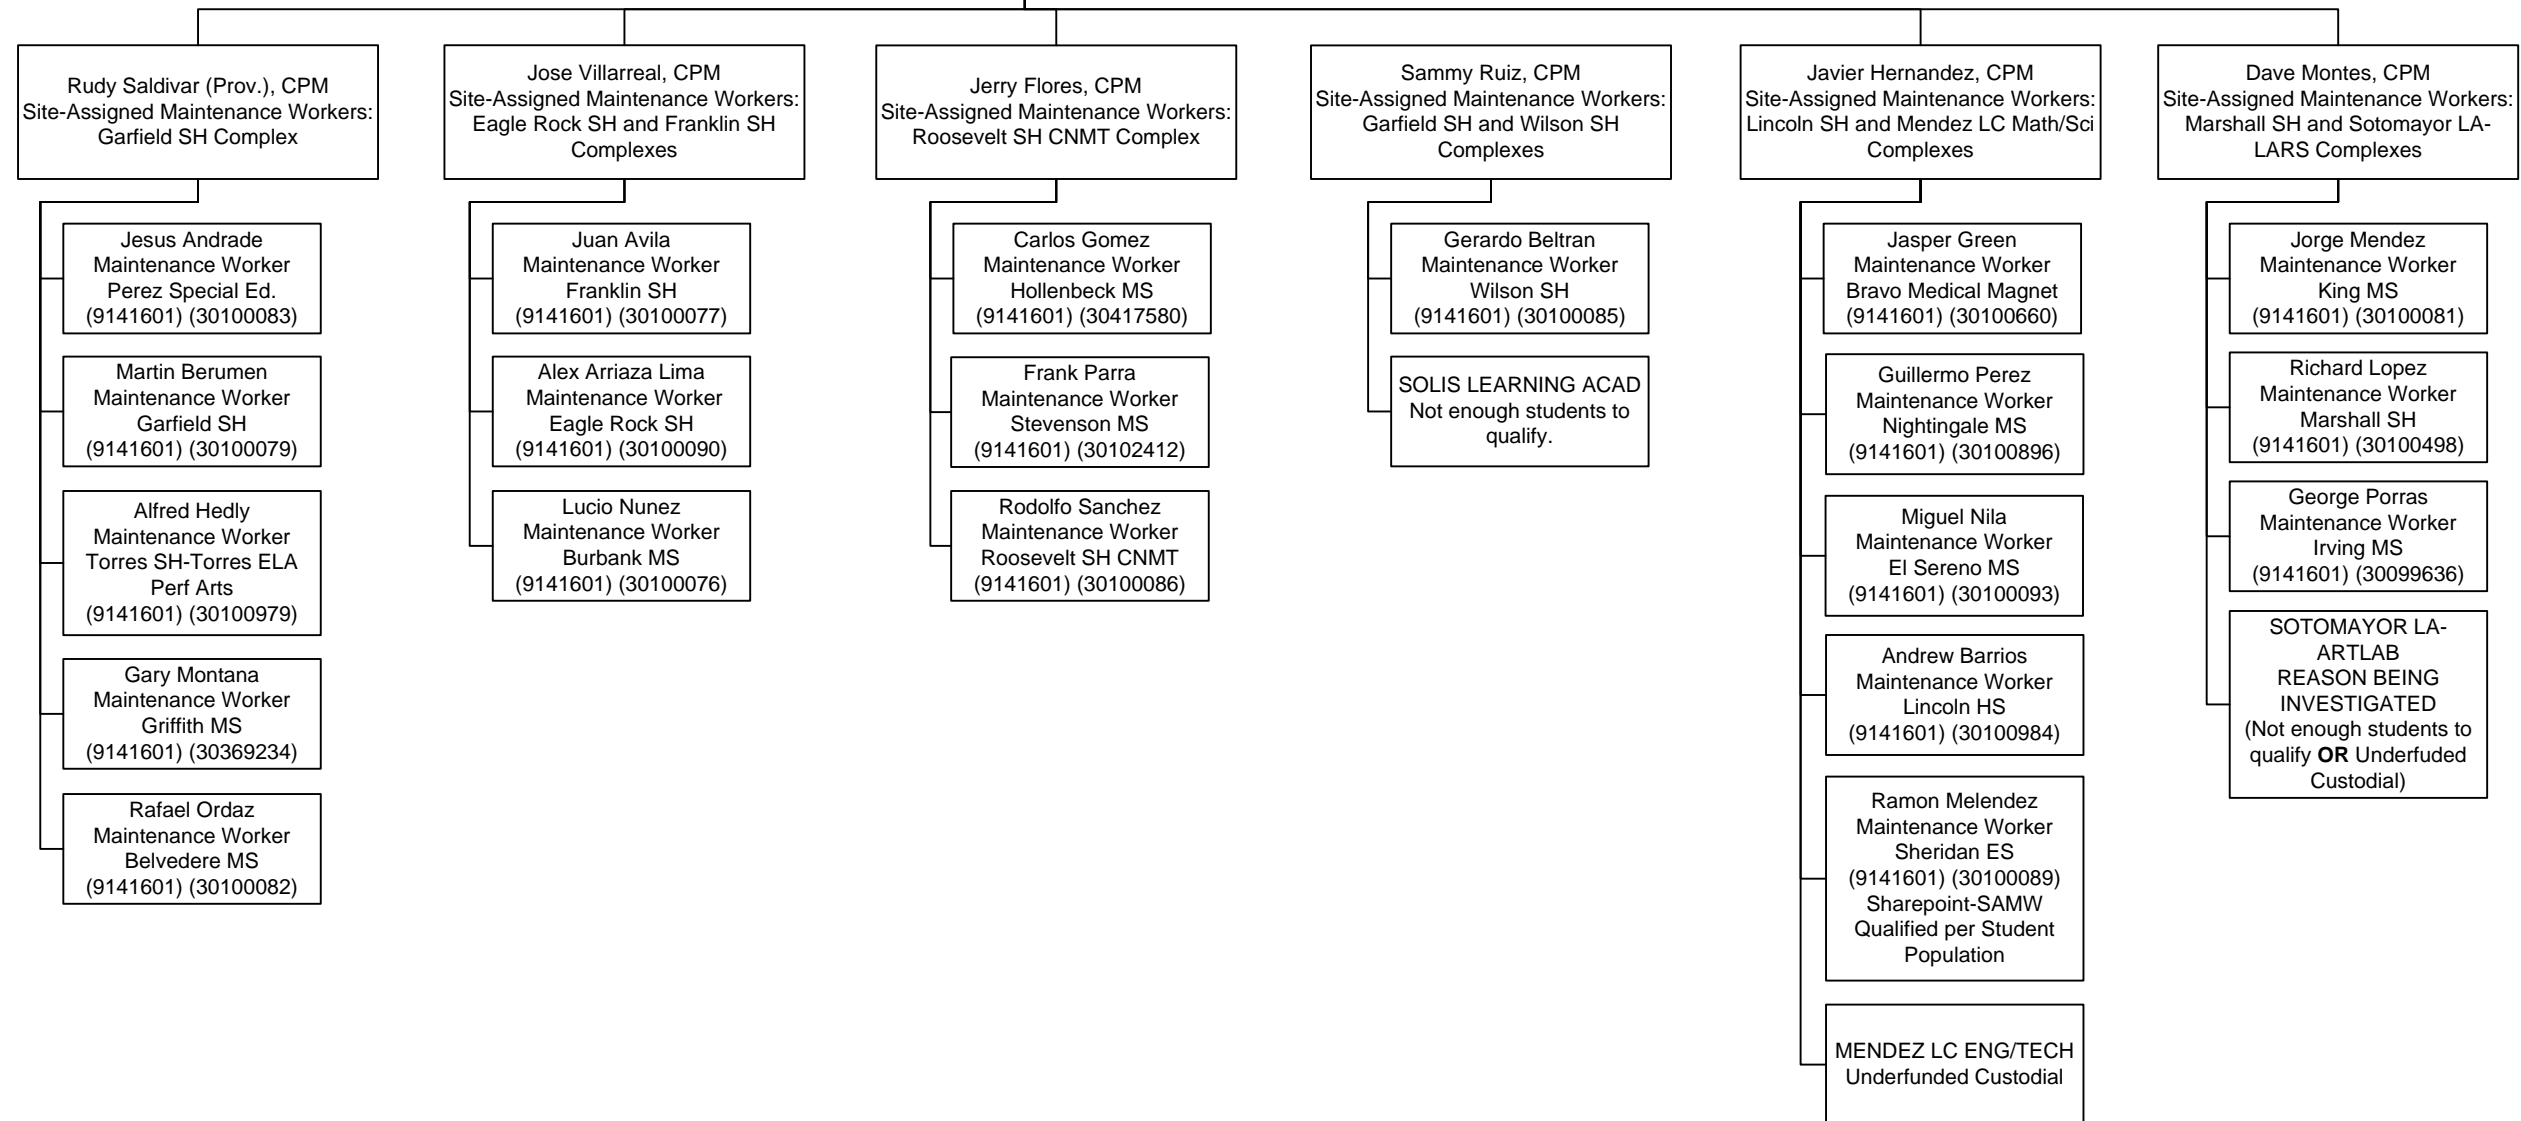 Rudy Saldivar (Prov.), CPM
Site-Assigned Maintenance Workers:
Garfield SH Complex
Jesus Andrade
Maintenance Worker
Perez Special Ed.
(9141601) (30100083)
Martin Berumen
Maintenance Worker
Garfield SH
(9141601) (30100079)
Alfred Hedly
Maintenance Worker
Torres SH-Torres ELA
Perf Arts
(9141601) (30100979)
Gary Montana
Maintenance Worker
Griffith MS
(9141601) (30369234)
Rafael Ordaz
Maintenance Worker
Belvedere MS
(9141601) (30100082)
Jose Villarreal, CPM
Site-Assigned Maintenance Workers:
Eagle Rock SH and Franklin SH
Complexes
Juan Avila
Maintenance Worker
Franklin SH
(9141601) (30100077)
Alex Arriaza Lima
Maintenance Worker
Eagle Rock SH
(9141601) (30100090)
Lucio Nunez
Maintenance Worker
Burbank MS
(9141601) (30100076)
Jerry Flores, CPM
Site-Assigned Maintenance Workers:
Roosevelt SH CNMT Complex
Carlos Gomez
Maintenance Worker
Hollenbeck MS
(9141601) (30417580)
Frank Parra
Maintenance Worker
Stevenson MS
(9141601) (30102412)
Rodolfo Sanchez
Maintenance Worker
Roosevelt SH CNMT
(9141601) (30100086)
Sammy Ruiz, CPM
Site-Assigned Maintenance Workers:
Garfield SH and Wilson SH
Complexes
Gerardo Beltran
Maintenance Worker
Wilson SH
(9141601) (30100085)
SOLIS LEARNING ACAD
Not enough students to
qualify.
Javier Hernandez, CPM
Site-Assigned Maintenance Workers:
Lincoln SH and Mendez LC Math/Sci
Complexes
Jasper Green
Maintenance Worker
Bravo Medical Magnet
(9141601) (30100660)
Guillermo Perez
Maintenance Worker
Nightingale MS
(9141601) (30100896)
Miguel Nila
Maintenance Worker
El Sereno MS
(9141601) (30100093)
Andrew Barrios
Maintenance Worker
Lincoln HS
(9141601) (30100984)
Ramon Melendez
Maintenance Worker
Sheridan ES
(9141601) (30100089)
Sharepoint-SAMW
Qualified per Student
Population
MENDEZ LC ENG/TECH
Underfunded Custodial
Dave Montes, CPM
Site-Assigned Maintenance Workers:
Marshall SH and Sotomayor LA-
LARS Complexes
Jorge Mendez
Maintenance Worker
King MS
(9141601) (30100081)
Richard Lopez
Maintenance Worker
Marshall SH
(9141601) (30100498)
George Porras
Maintenance Worker
Irving MS
(9141601) (30099636)
SOTOMAYOR LA-
ARTLAB
REASON BEING
INVESTIGATED
(Not enough students to
qualify OR Underfuded
Custodial)